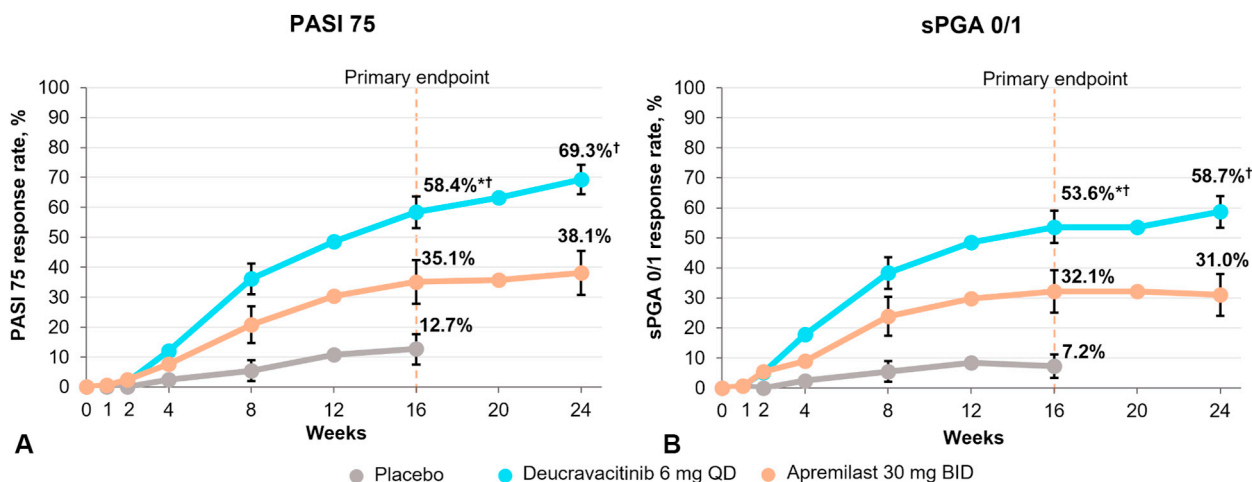 PASI 75
Primary endpoint
PASI 75 response rate, %
100
90
80
70
60
50
40
30
20
10
0
69.3%†
58.4%*†
38.1%
35.1%
12.7%
0 1 2 4 8 12 16 20 24
Weeks
A
sPGA 0/1
Primary endpoint
sPGA 0/1 response rate, %
100
90
80
70
60
50
40
30
20
10
0
58.7%†
53.6%*†
31.0%
32.1%
7.2%
0 1 2 4 8 12 16 20 24
Weeks
B
Placebo Deucravacitinib 6 mg QD Apremilast 30 mg BID